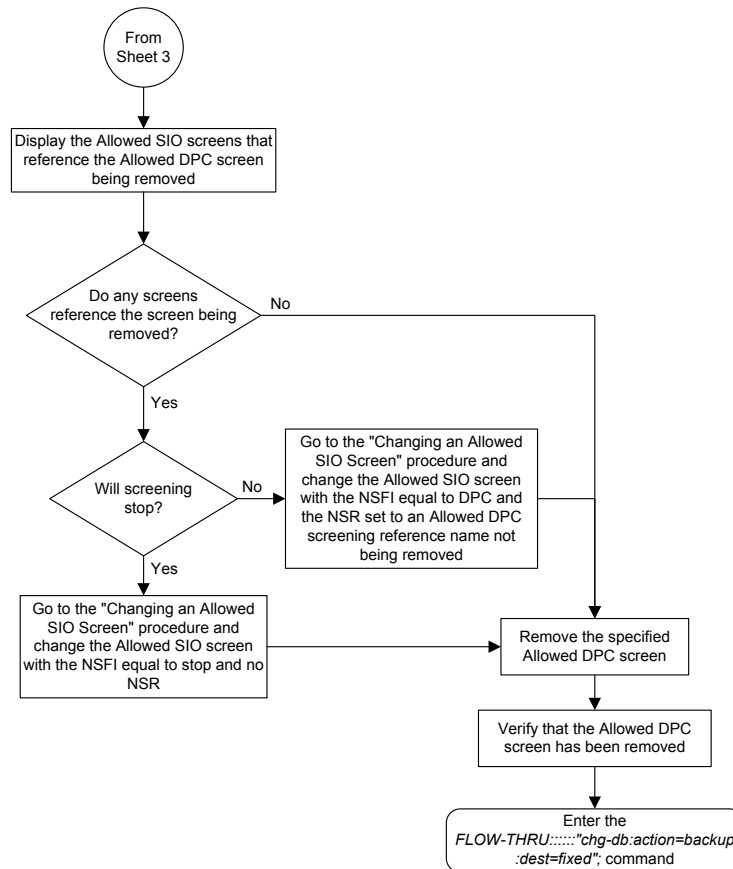 From
Sheet 3
Display the Allowed SIO screens that
reference the Allowed DPC screen
being removed
Do any screens
reference the screen being
removed?
No
Yes
Will screening
stop?
No
Go to the "Changing an Allowed
SIO Screen" procedure and
change the Allowed SIO screen
with the NSFI equal to DPC and
the NSR set to an Allowed DPC
screening reference name not
being removed
Yes
Go to the "Changing an Allowed
SIO Screen" procedure and
change the Allowed SIO screen
with the NSFI equal to stop and no
NSR
Remove the specified
Allowed DPC screen
Verify that the Allowed DPC
screen has been removed
Enter the
FLOW-THRU::::::"chg-db:action=backup
:dest=fixed"; command